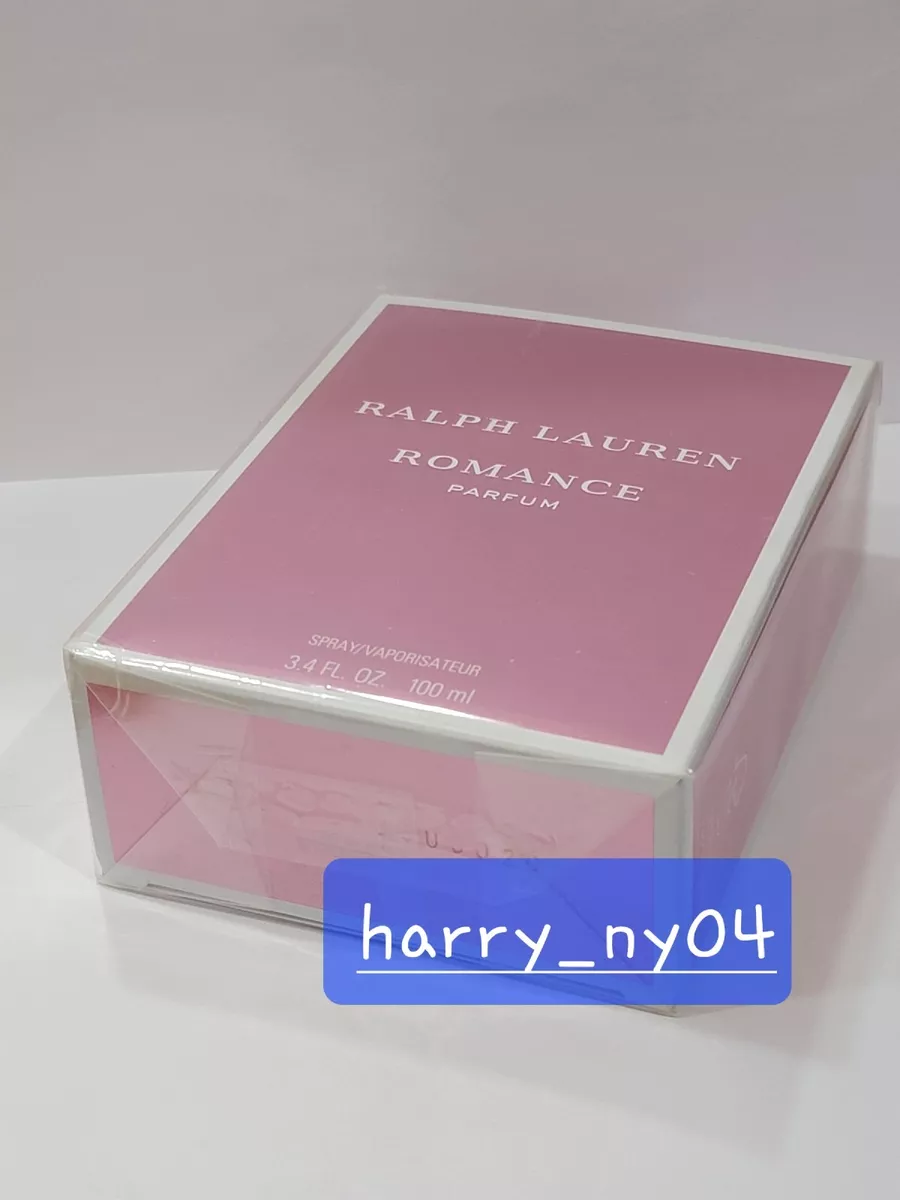 RALPH LAUREN
ROMANCE
PARFUM
SPRAY/VAPORISATEUR
3.4 FL. OZ. 100 ml
harry_ny04